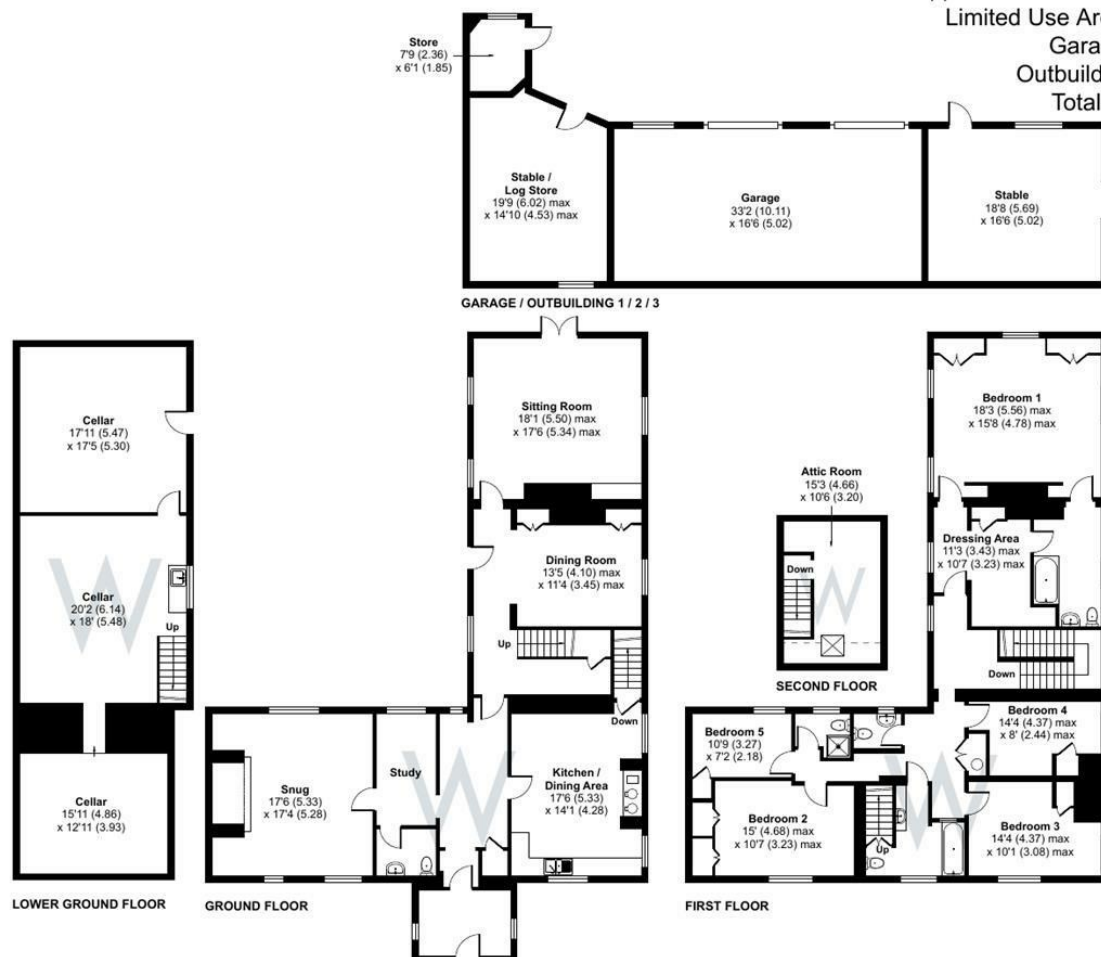 Limited Use Are
Gara
Outbuild
Total
Store
7'9 (2.36)
x 6'1 (1.85)
Stable /
Log Store
19'9 (6.02) max
x 14'10 (4.53) max
Garage
33'2 (10.11)
x 16'6 (5.02)
Stable
18'8 (5.69)
x 16'6 (5.02)
GARAGE / OUTBUILDING 1 / 2 / 3
Cellar
17'11 (5.47)
x 17'5 (5.30)
Cellar
20'2 (6.14)
x 18' (5.48)
Up
Cellar
15'11 (4.86)
x 12'11 (3.93)
LOWER GROUND FLOOR
Sitting Room
18'1 (5.50) max
x 17'6 (5.34) max
Dining Room
13'5 (4.10) max
x 11'4 (3.45) max
Up
Down
Snug
17'6 (5.33)
x 17'4 (5.28)
Study
Kitchen /
Dining Area
17'6 (5.33)
x 14'1 (4.28)
GROUND FLOOR
Attic Room
15'3 (4.66)
x 10'6 (3.20)
Down
SECOND FLOOR
Bedroom 1
18'3 (5.56) max
x 15'8 (4.78) max
Dressing Area
11'3 (3.43) max
x 10'7 (3.23) max
Down
Bedroom 4
14'4 (4.37) max
x 8' (2.44) max
Bedroom 5
10'9 (3.27)
x 7'2 (2.18)
Bedroom 2
15' (4.68) max
x 10'7 (3.23) max
Up
Bedroom 3
14'4 (4.37) max
x 10'1 (3.08) max
FIRST FLOOR
W
W
W
W